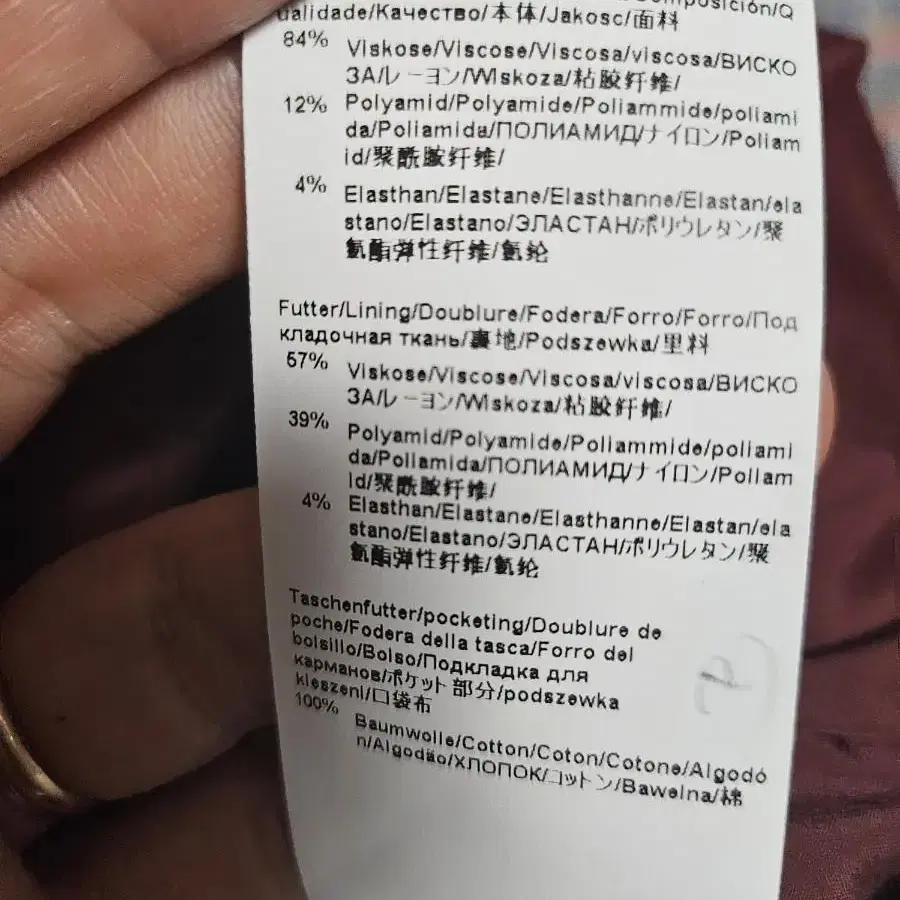 ualidade/Качество/本体/Jakosc/面料
84% Viskose/Viscose/Viscosa/viscosa/ВИСКО
ЗА/レーヨン/Wiskoza/粘胶纤维/
12% Polyamid/Polyamide/Poliammide/poliami
da/Poliamida/ПОЛИАМИД/ナイロン/Poliam
id/聚酰胺纤维/
4% Elasthan/Elastane/Elasthanne/Elastan/ela
stano/Elastano/ЭЛАСТАН/ポリウレタン/聚
氨酯弹性纤维/氨纶
Futter/Lining/Doublure/Fodera/Forro/Forro/Под
кладочная ткань/裏地/Podszewka/里料
57% Viskose/Viscose/Viscosa/viscosa/ВИСКО
ЗА/レーヨン/Wiskoza/粘胶纤维/
39% Polyamid/Polyamide/Poliammide/poliami
da/Poliamida/ПОЛИАМИД/ナイロン/Poliam
id/聚酰胺纤维/
4% Elasthan/Elastane/Elasthanne/Elastan/ela
stano/Elastano/ЭЛАСТАН/ポリウレタン/聚
氨酯弹性纤维/氨纶
Taschenfutter/pocketing/Doublure de
poche/Fodera della tasca/Forro del
bolsillo/Bolso/Подкладка для
карманов/ポケット部分/podszewka
kieszeni/口袋布
100% Baumwolle/Cotton/Coton/Cotone/Algodó
n/Algodão/ХЛОПОК/コットン/Bawelna/棉